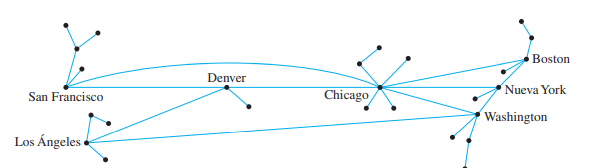 Boston
Denver
San Francisco
Chicago
Nueva York
Washington
Los Ángeles